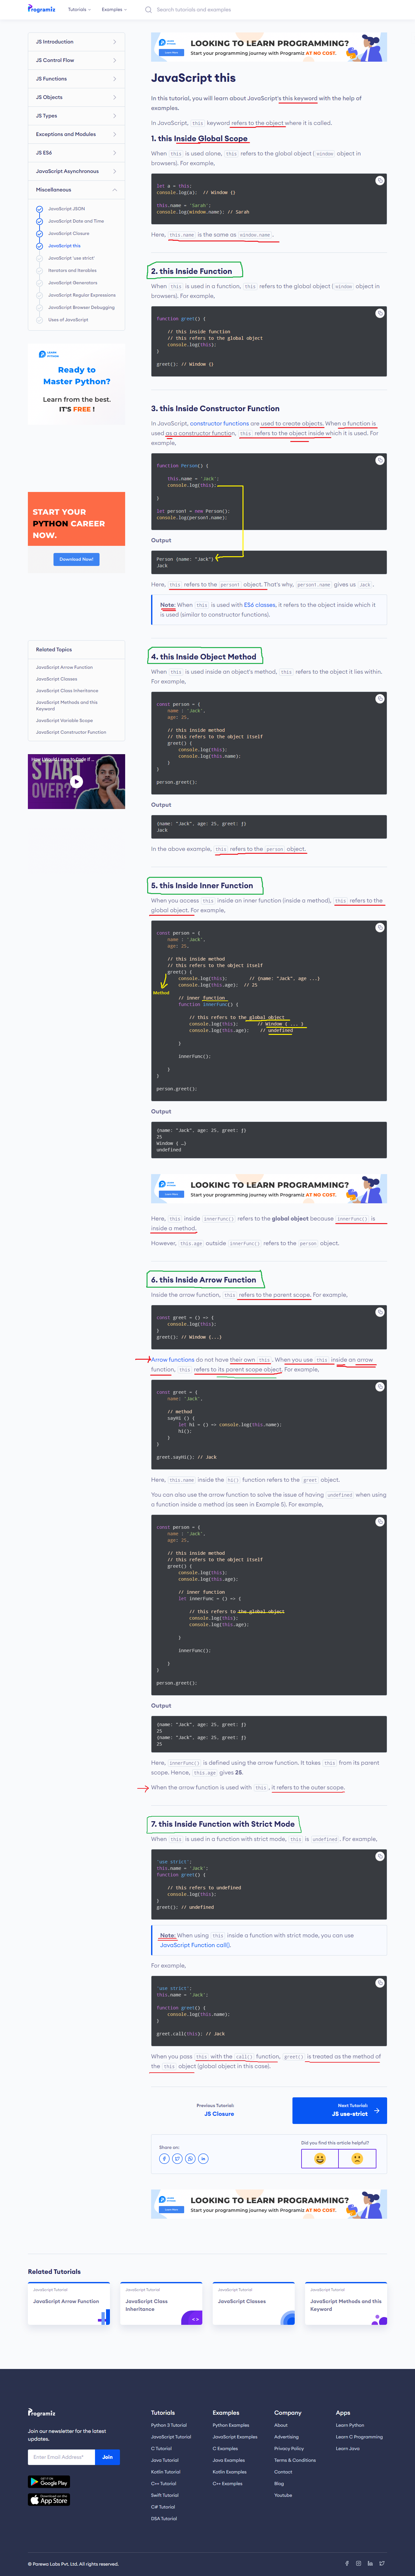 Programiz
Tutorials
Examples
Search tutorials and examples
JS Introduction
JS Control Flow
JS Functions
JS Objects
JS Types
Exceptions and Modules
JS ES6
JavaScript Asynchronous
Miscellaneous
JavaScript JSON
JavaScript Date and Time
JavaScript Closure
JavaScript this
JavaScript 'use strict'
Iterators and Iterables
JavaScript Generators
JavaScript Regular Expressions
JavaScript Browser Debugging
Uses of JavaScript
LEARN PYTHON
Ready to
Master Python?
Learn from the best.
IT'S FREE !
START YOUR
PYTHON CAREER
NOW.
Download Now!
Related Topics
JavaScript Arrow Function
JavaScript Classes
JavaScript Class Inheritance
JavaScript Methods and this
Keyword
JavaScript Variable Scope
JavaScript Constructor Function
How I Would Learn to Code If ...
START OVER?
LOOKING TO LEARN PROGRAMMING?
Start your programming journey with Programiz AT NO COST.
JavaScript this
In this tutorial, you will learn about JavaScript's this keyword with the help of
examples.
In JavaScript, this keyword refers to the object where it is called.
1. this Inside Global Scope
When this is used alone, this refers to the global object ( window object in
browsers). For example,
let a = this;
console.log(a); // Window {}
this.name = 'Sarah';
console.log(window.name); // Sarah
Here, this.name is the same as window.name .
2. this Inside Function
When this is used in a function, this refers to the global object ( window object in
browsers). For example,
function greet() {
// this inside function
// this refers to the global object
console.log(this);
}
greet(); // Window {}
3. this Inside Constructor Function
In JavaScript, constructor functions are used to create objects. When a function is
used as a constructor function, this refers to the object inside which it is used. For
example,
function Person() {
this.name = 'Jack';
console.log(this);
}
let person1 = new Person();
console.log(person1.name);
Output
Person {name: "Jack"}
Jack
Here, this refers to the person1 object. That's why, person1.name gives us Jack .
Note: When this is used with ES6 classes, it refers to the object inside which it
is used (similar to constructor functions).
4. this Inside Object Method
When this is used inside an object's method, this refers to the object it lies within.
For example,
const person = {
name : 'Jack',
age: 25,
// this inside method
// this refers to the object itself
greet() {
console.log(this);
console.log(this.name);
}
}
person.greet();
Output
{name: "Jack", age: 25, greet: ƒ}
Jack
In the above example, this refers to the person object.
5. this Inside Inner Function
When you access this inside an inner function (inside a method), this refers to the
global object. For example,
const person = {
name : 'Jack',
age: 25,
// this inside method
// this refers to the object itself
greet() {
console.log(this); // {name: "Jack", age ...}
console.log(this.age); // 25
Method
// inner function
function innerFunc() {
// this refers to the global object
console.log(this); // Window { ... }
console.log(this.age); // undefined
}
innerFunc();
}
}
person.greet();
Output
{name: "Jack", age: 25, greet: ƒ}
25
Window { …}
undefined
LOOKING TO LEARN PROGRAMMING?
Start your programming journey with Programiz AT NO COST.
Here, this inside innerFunc() refers to the global object because innerFunc() is
inside a method.
However, this.age outside innerFunc() refers to the person object.
6. this Inside Arrow Function
Inside the arrow function, this refers to the parent scope. For example,
const greet = () => {
console.log(this);
}
greet(); // Window {...}
Arrow functions do not have their own this . When you use this inside an arrow
function, this refers to its parent scope object. For example,
const greet = {
name: 'Jack',
// method
sayHi () {
let hi = () => console.log(this.name);
hi();
}
}
greet.sayHi(); // Jack
Here, this.name inside the hi() function refers to the greet object.
You can also use the arrow function to solve the issue of having undefined when using
a function inside a method (as seen in Example 5). For example,
const person = {
name : 'Jack',
age: 25,
// this inside method
// this refers to the object itself
greet() {
console.log(this);
console.log(this.age);
// inner function
let innerFunc = () => {
// this refers to the global object
console.log(this);
console.log(this.age);
}
innerFunc();
}
}
person.greet();
Output
{name: "Jack", age: 25, greet: ƒ}
25
{name: "Jack", age: 25, greet: ƒ}
25
Here, innerFunc() is defined using the arrow function. It takes this from its parent
scope. Hence, this.age gives 25.
When the arrow function is used with this , it refers to the outer scope.
7. this Inside Function with Strict Mode
When this is used in a function with strict mode, this is undefined . For example,
'use strict';
this.name = 'Jack';
function greet() {
// this refers to undefined
console.log(this);
}
greet(); // undefined
Note: When using this inside a function with strict mode, you can use
JavaScript Function call().
For example,
'use strict';
this.name = 'Jack';
function greet() {
console.log(this.name);
}
greet.call(this); // Jack
When you pass this with the call() function, greet() is treated as the method of
the this object (global object in this case).
Previous Tutorial:
JS Closure
Next Tutorial:
JS use-strict
Share on:
Did you find this article helpful?
LOOKING TO LEARN PROGRAMMING?
Start your programming journey with Programiz AT NO COST.
Related Tutorials
JavaScript Tutorial
JavaScript Arrow Function
JavaScript Tutorial
JavaScript Class
Inheritance
JavaScript Tutorial
JavaScript Classes
JavaScript Tutorial
JavaScript Methods and this
Keyword
Programiz
Join our newsletter for the latest
updates.
Enter Email Address*
Join
GET IT ON
Google Play
Download on the
App Store
Tutorials
Python 3 Tutorial
JavaScript Tutorial
C Tutorial
Java Tutorial
Kotlin Tutorial
C++ Tutorial
Swift Tutorial
C# Tutorial
DSA Tutorial
Examples
Python Examples
JavaScript Examples
C Examples
Java Examples
Kotlin Examples
C++ Examples
Company
About
Advertising
Privacy Policy
Terms & Conditions
Contact
Blog
Youtube
Apps
Learn Python
Learn C Programming
Learn Java
© Parewa Labs Pvt. Ltd. All rights reserved.